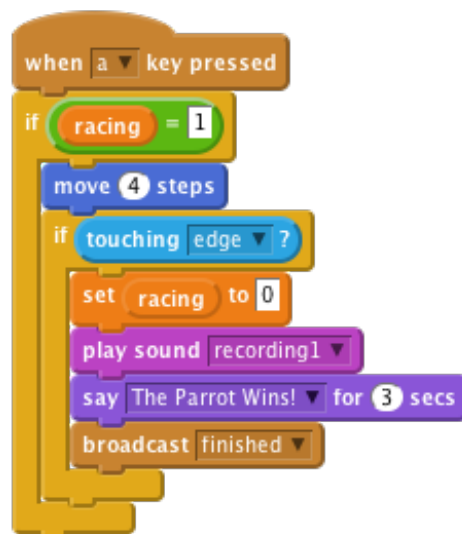 when a key pressed
if racing = 1
move 4 steps
if touching edge ?
set racing to 0
play sound recording1
say The Parrot Wins! for 3 secs
broadcast finished